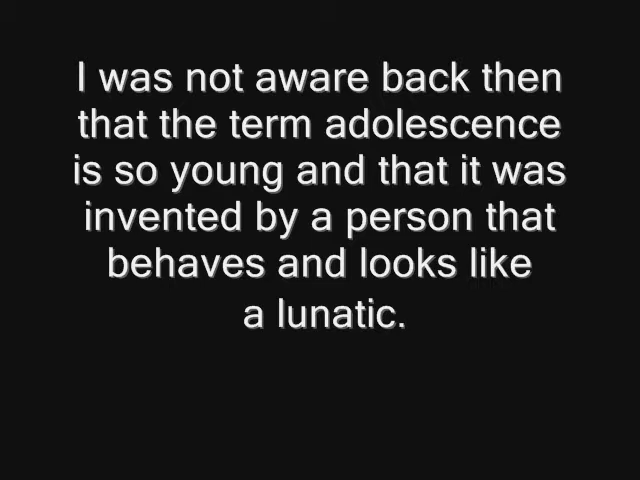 I was not aware back then
that the term adolescence
is so young and that it was
invented by a person that
behaves and looks like
a lunatic.